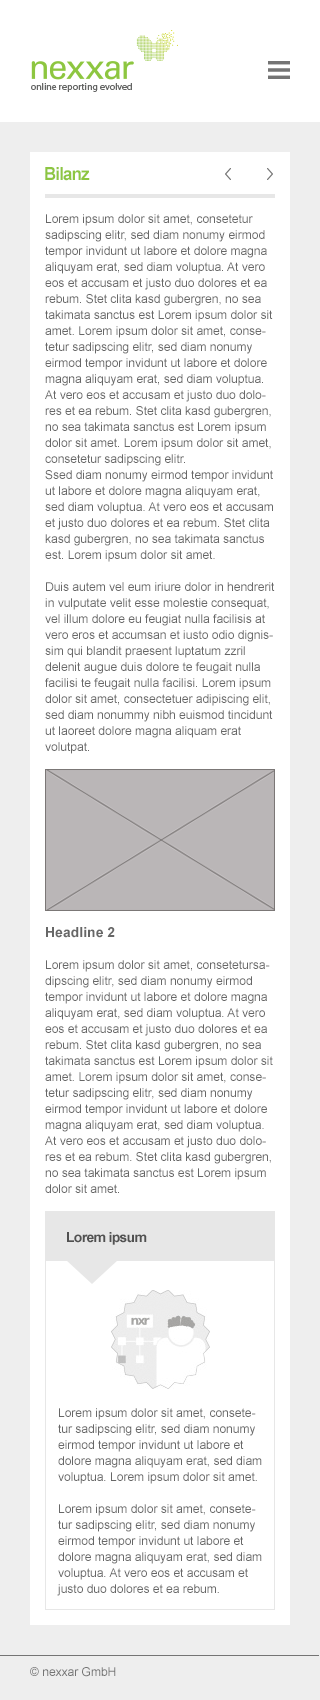 nexxar
online reporting evolved
Bilanz
Lorem ipsum dolor sit amet, consetetur
sadipscing elitr, sed diam nonumy eirmod
tempor invidunt ut labore et dolore magna
aliquyam erat, sed diam voluptua. At vero
eos et accusam et justo duo dolores et ea
rebum. Stet clita kasd gubergren, no sea
takimata sanctus est Lorem ipsum dolor sit
amet. Lorem ipsum dolor sit amet, conse-
tetur sadipscing elitr, sed diam nonumy
eirmod tempor invidunt ut labore et dolore
magna aliquyam erat, sed diam voluptua.
At vero eos et accusam et justo duo dolo-
res et ea rebum. Stet clita kasd gubergren,
no sea takimata sanctus est Lorem ipsum
dolor sit amet. Lorem ipsum dolor sit amet,
consetetur sadipscing elitr.
Ssed diam nonumy eirmod tempor invidunt
ut labore et dolore magna aliquyam erat,
sed diam voluptua. At vero eos et accusam
et justo duo dolores et ea rebum. Stet clita
kasd gubergren, no sea takimata sanctus
est. Lorem ipsum dolor sit amet.
Duis autem vel eum iriure dolor in hendrerit
in vulputate velit esse molestie consequat,
vel illum dolore eu feugiat nulla facilisis at
vero eros et accumsan et iusto odio dignis-
sim qui blandit praesent luptatum zzril
delenit augue duis dolore te feugait nulla
facilisi te feugait nulla facilisi. Lorem ipsum
dolor sit amet, consectetuer adipiscing elit,
sed diam nonummy nibh euismod tincidunt
ut laoreet dolore magna aliquam erat
volutpat.
Headline 2
Lorem ipsum dolor sit amet, consetetursa-
dipscing elitr, sed diam nonumy eirmod
tempor invidunt ut labore et dolore magna
aliquyam erat, sed diam voluptua. At vero
eos et accusam et justo duo dolores et ea
rebum. Stet clita kasd gubergren, no sea
takimata sanctus est Lorem ipsum dolor sit
amet. Lorem ipsum dolor sit amet, conse-
tetur sadipscing elitr, sed diam nonumy
eirmod tempor invidunt ut labore et dolore
magna aliquyam erat, sed diam voluptua.
At vero eos et accusam et justo duo dolo-
res et ea rebum. Stet clita kasd gubergren,
no sea takimata sanctus est Lorem ipsum
dolor sit amet.
Lorem ipsum
nxr
Lorem ipsum dolor sit amet, consete-
tur sadipscing elitr, sed diam nonumy
eirmod tempor invidunt ut labore et
dolore magna aliquyam erat, sed diam
voluptua. Lorem ipsum dolor sit amet.
Lorem ipsum dolor sit amet, consete-
tur sadipscing elitr, sed diam nonumy
eirmod tempor invidunt ut labore et
dolore magna aliquyam erat, sed diam
voluptua. At vero eos et accusam et
justo duo dolores et ea rebum.
© nexxar GmbH